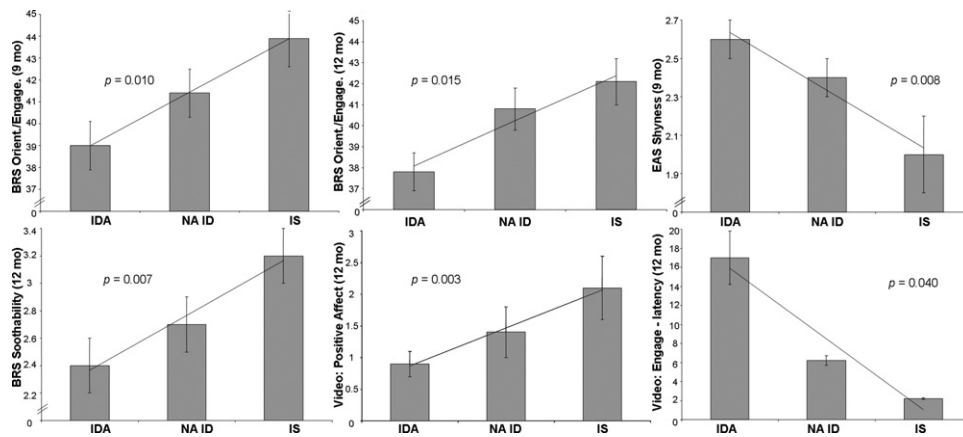 BRS Orient./Engage. (9 mo)
45
44
43
42
41
40
39
38
37
0
p = 0.010
IDA NA ID IS
BRS Orient./Engage. (12 mo)
45
44
43
42
41
40
39
38
37
0
p = 0.015
IDA NA ID IS
EAS Shyness (9 mo)
2.7
2.5
2.3
2.1
1.9
0
p = 0.008
IDA NA ID IS
BRS Soothability (12 mo)
3.4
3.2
3
2.8
2.6
2.4
2.2
0
p = 0.007
IDA NA ID IS
Video: Positive Affect (12 mo)
3
2.5
2
1.5
1
0.5
0
p = 0.003
IDA NA ID IS
Video: Engage - latency (12 mo)
20
18
16
14
12
10
8
6
4
2
0
p = 0.040
IDA NA ID IS